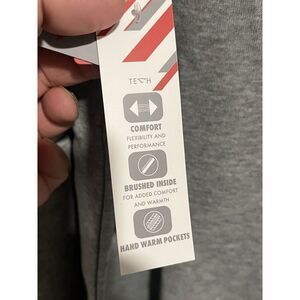 TECH
COMFORT
FLEXIBILITY AND
PERFORMANCE
BRUSHED INSIDE
FOR ADDED COMFORT
AND WARMTH
HAND WARM POCKETS